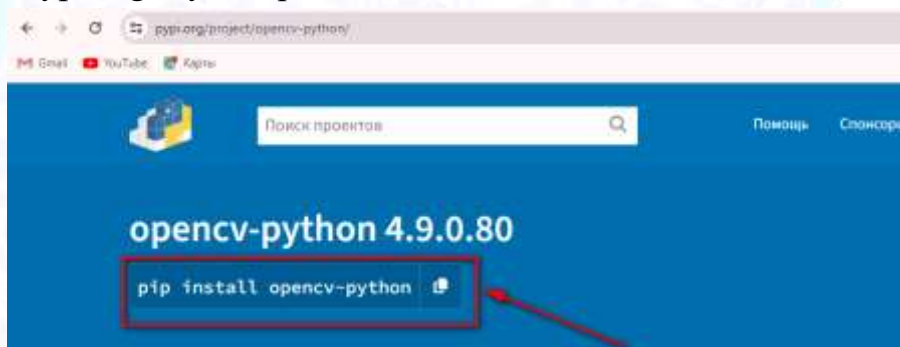 pypi.org/project/opencv-python/
Gmail YouTube Карты
Поиск проектов
Помощь
opencv-python 4.9.0.80
pip install opencv-python